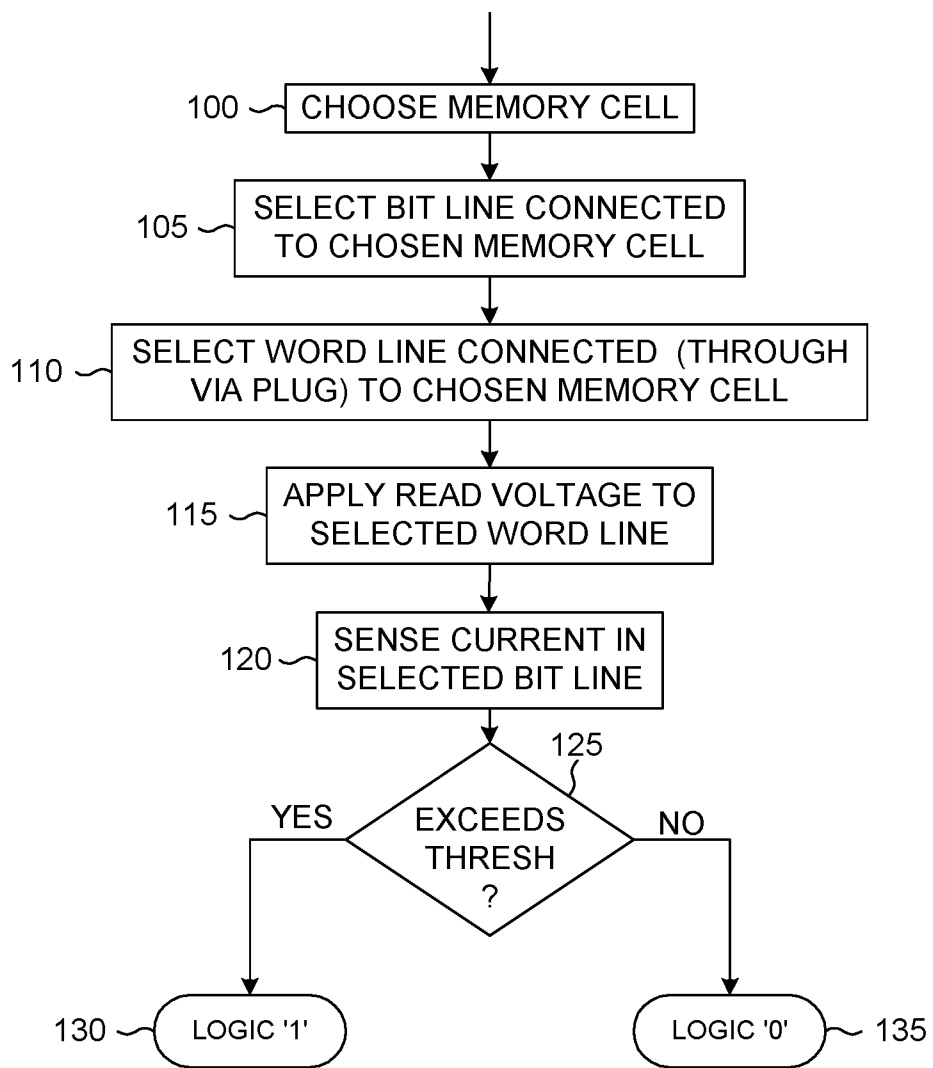 100
CHOOSE MEMORY CELL
105
SELECT BIT LINE CONNECTED
TO CHOSEN MEMORY CELL
110
SELECT WORD LINE CONNECTED (THROUGH
VIA PLUG) TO CHOSEN MEMORY CELL
115
APPLY READ VOLTAGE TO
SELECTED WORD LINE
120
SENSE CURRENT IN
SELECTED BIT LINE
125
YES
EXCEEDS
THRESH
?
NO
130
LOGIC '1'
LOGIC '0'
135